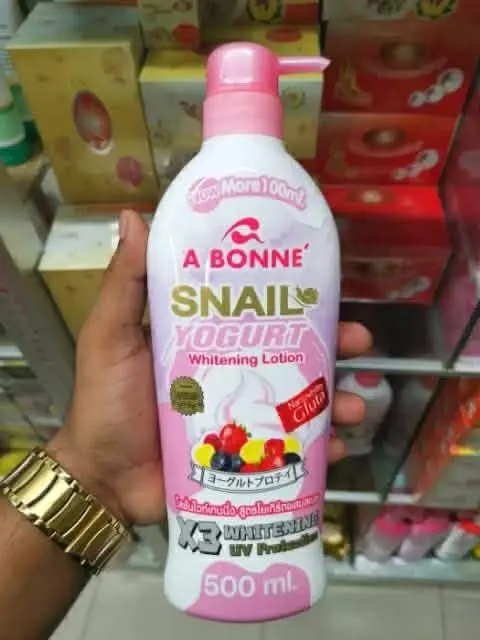 NOW More 100ml.
A BONNE´
SNAIL
YOGURT
Whitening Lotion
Gluta
ヨーグルトプロテイ
X3 WHITENING
UV Protection
500 ml.